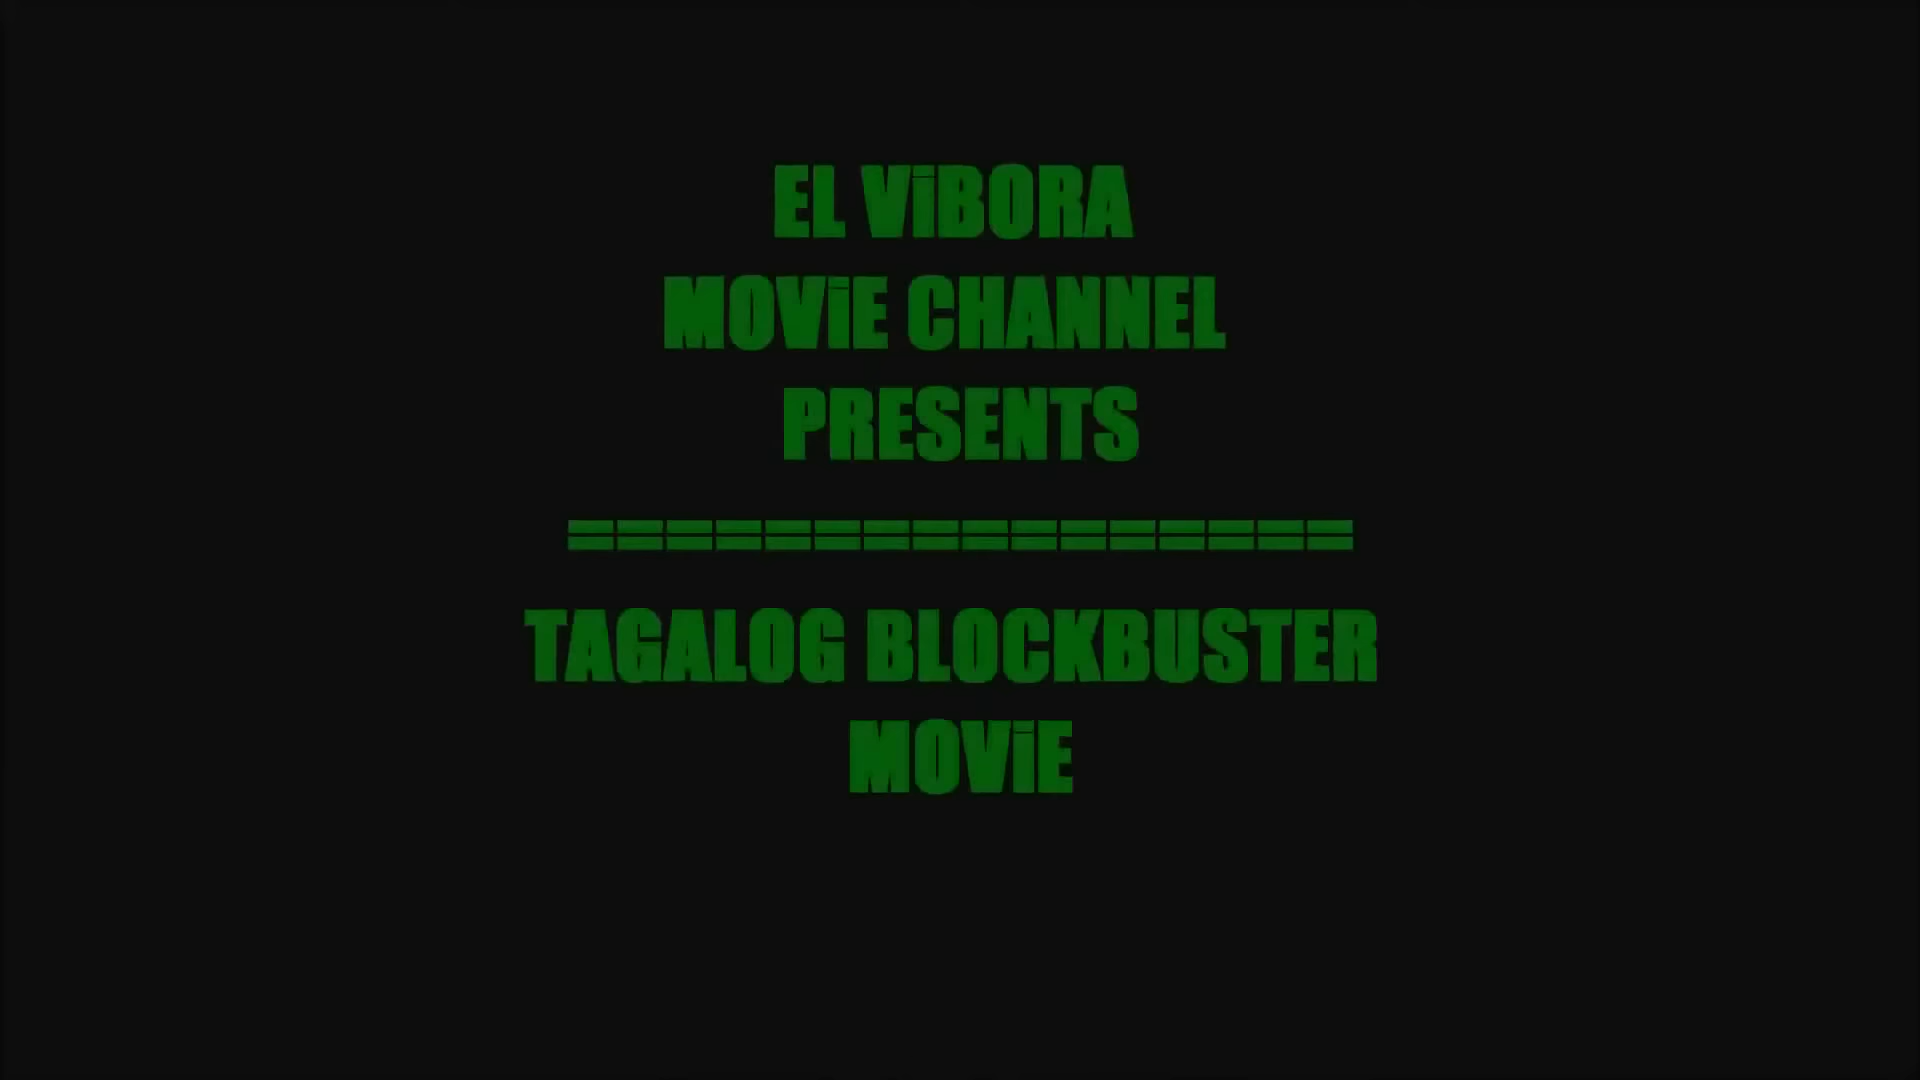 EL ViBORA
MOViE CHANNEL
PRESENTS
================
TAGALOG BLOCKBUSTER
MOViE